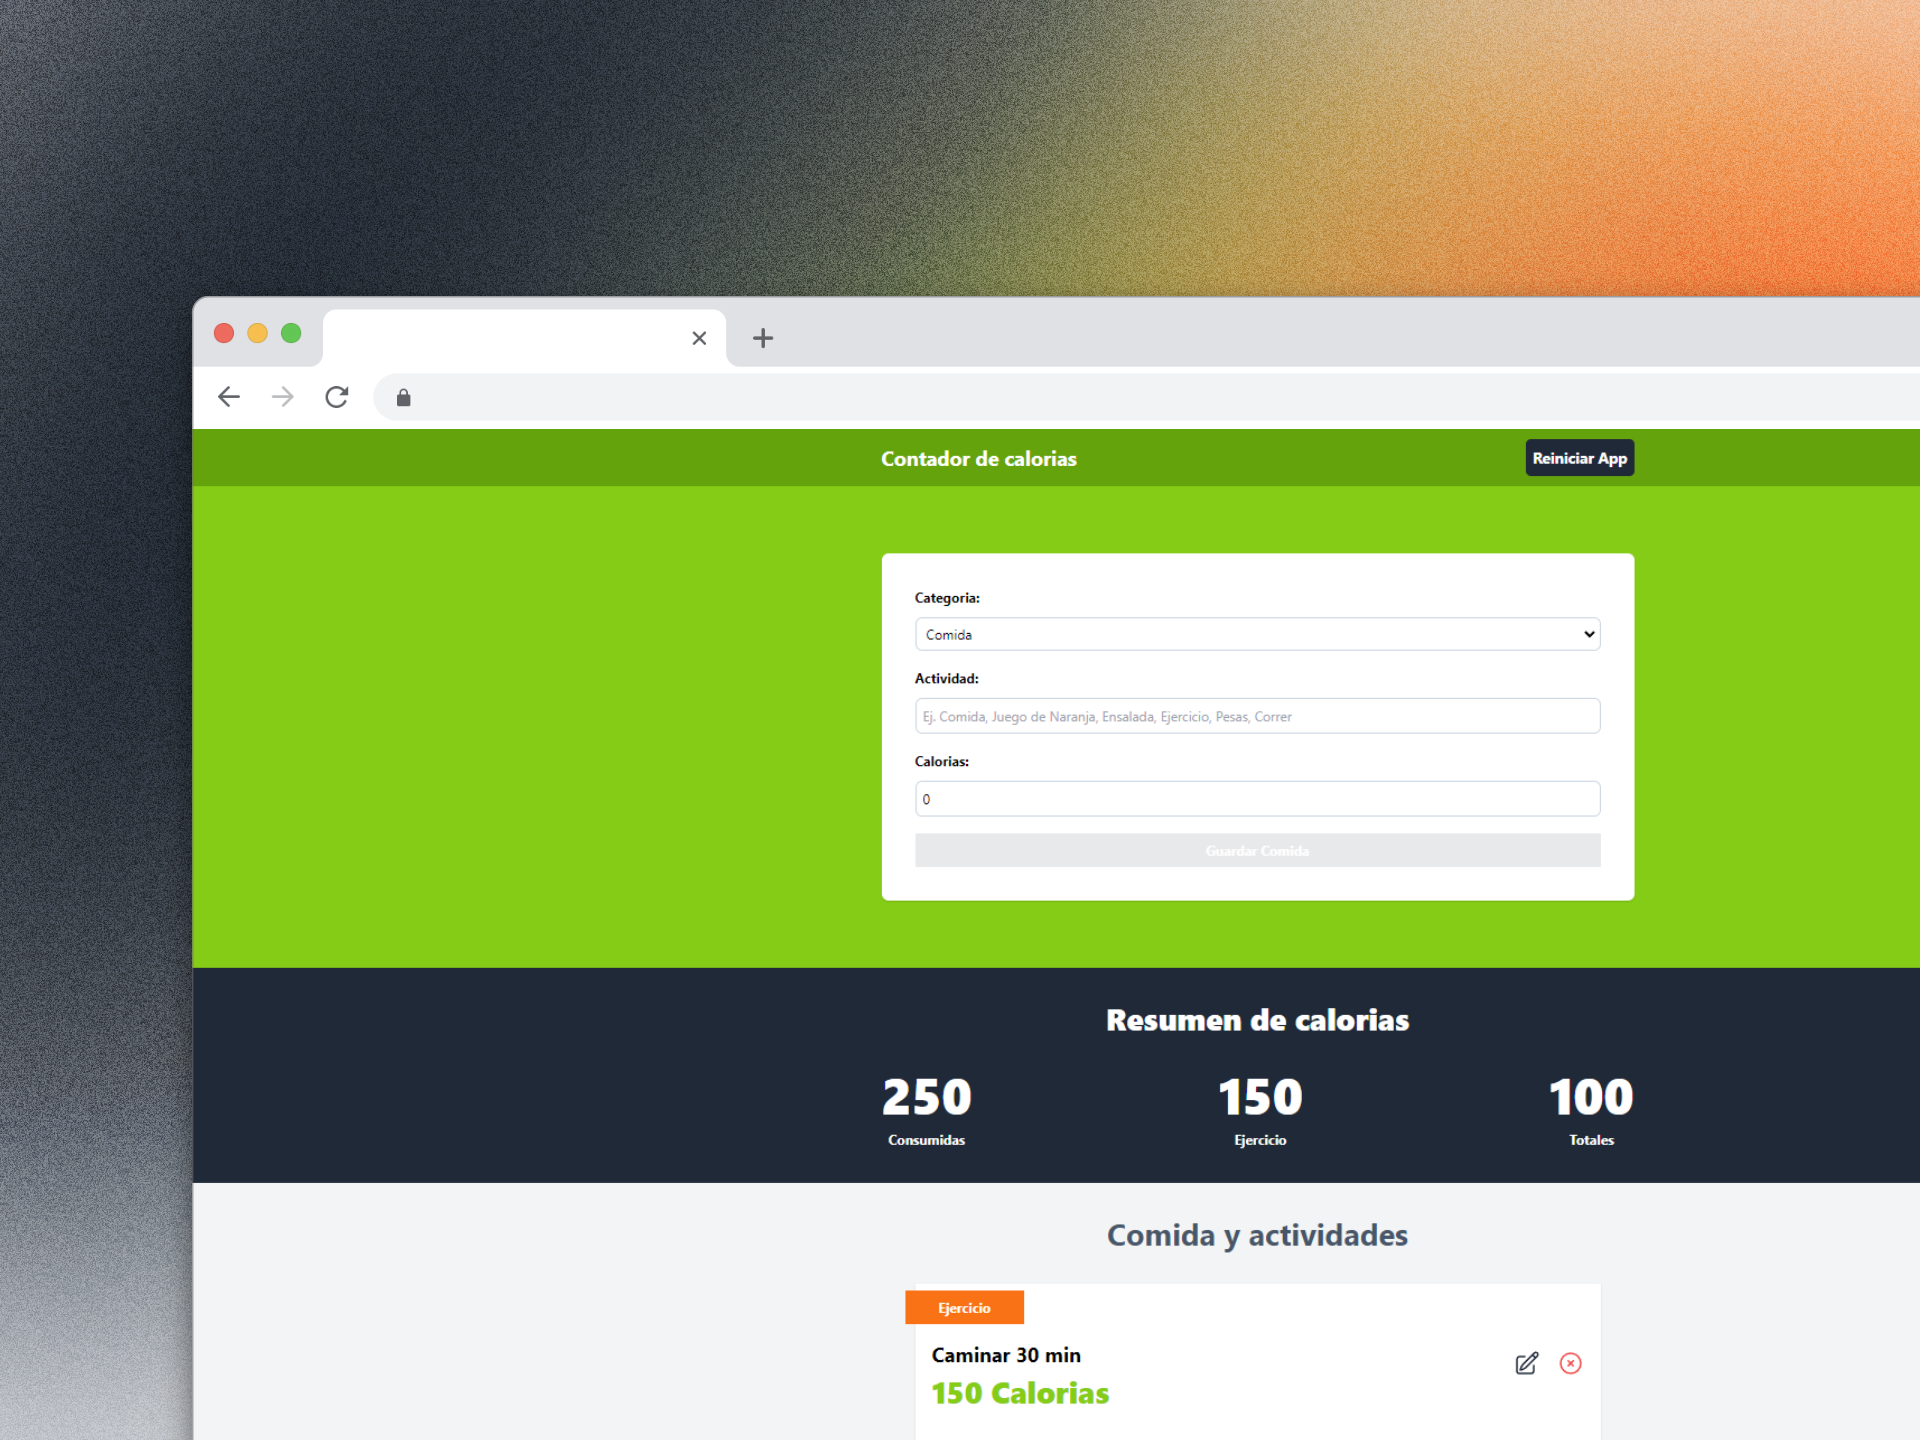 Contador de calorias
Reiniciar App
Categoria:
Comida
Actividad:
Ej. Comida, Juego de Naranja, Ensalada, Ejercicio, Pesas, Correr
Calorias:
0
Guardar Comida
Resumen de calorias
250 150 100
Consumidas Ejercicio Totales
Comida y actividades
Ejercicio
Caminar 30 min
150 Calorias